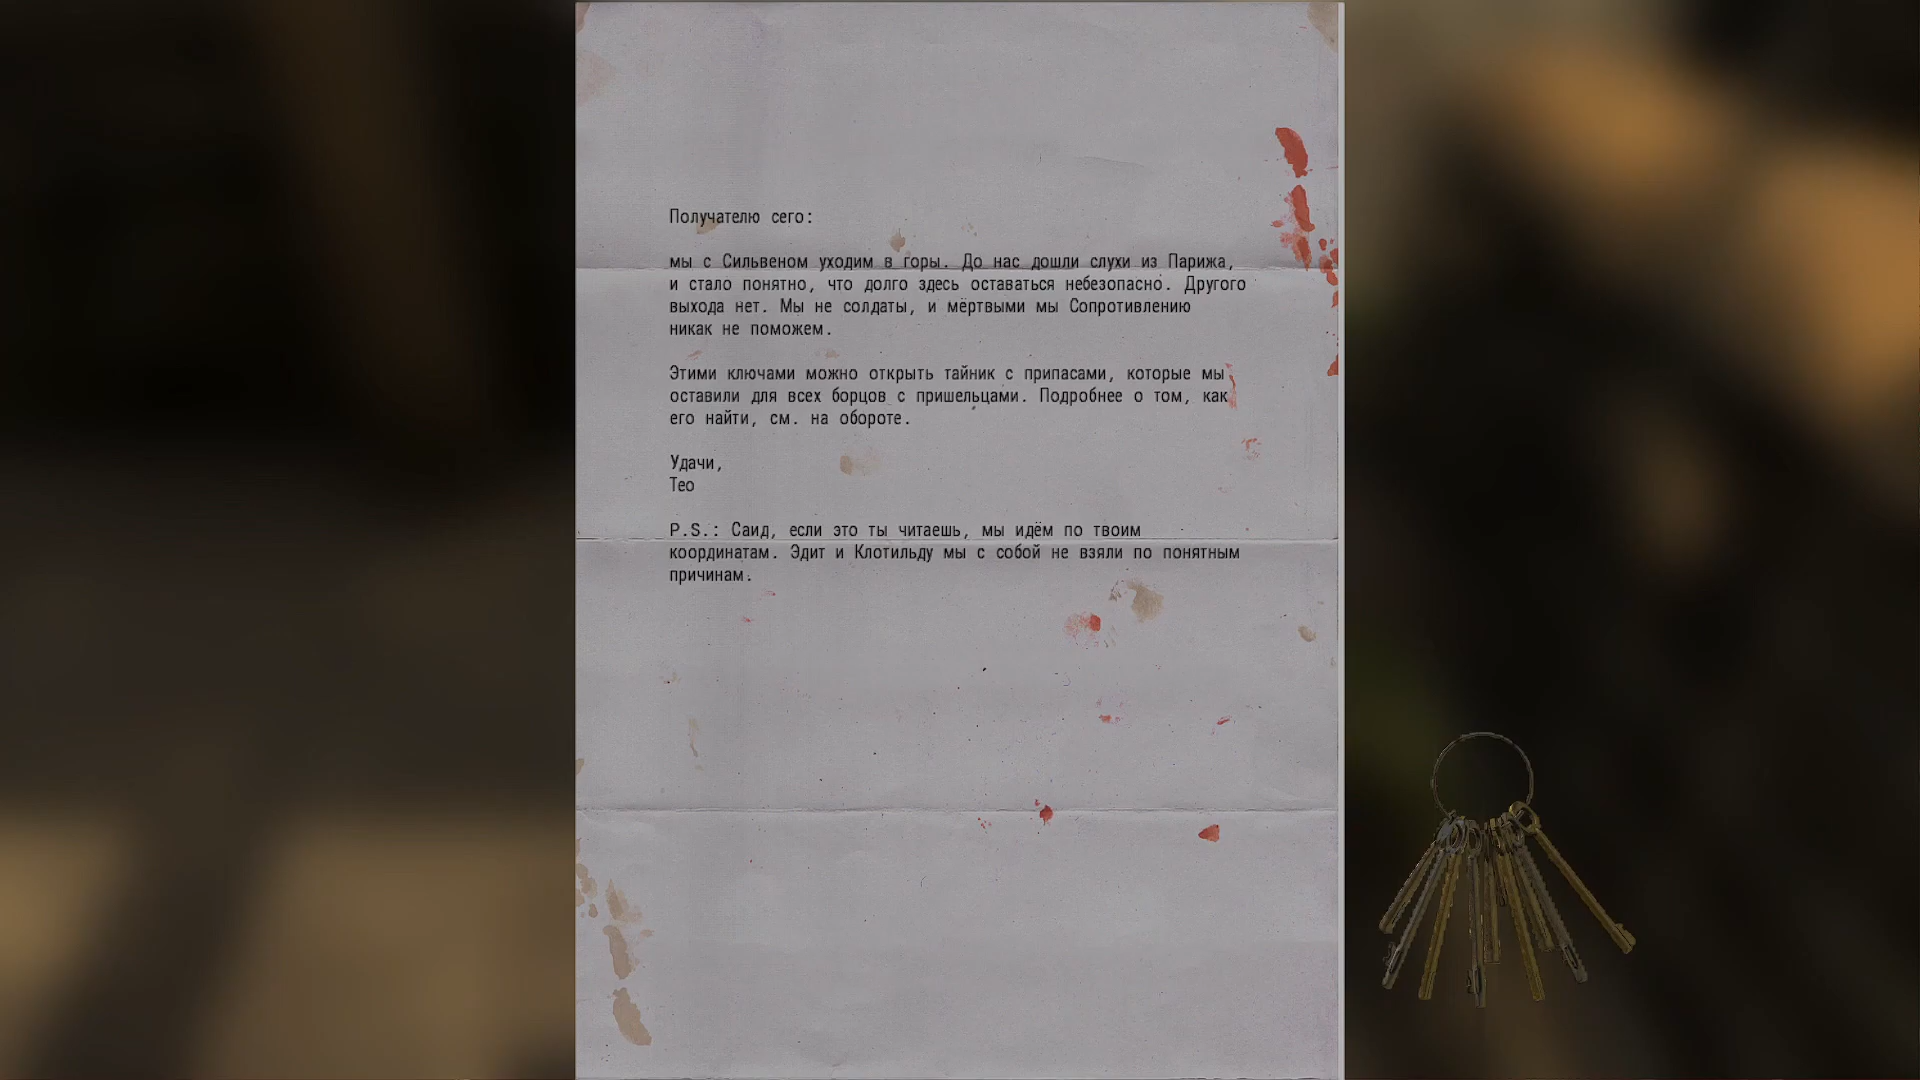 Получателю сего:
мы с Сильвеном уходим в горы. До нас дошли слухи из Парижа,
и стало понятно, что долго здесь оставаться небезопасно. Другого
выхода нет. Мы не солдаты, и мёртвыми мы Сопротивлению
никак не поможем.
Этими ключами можно открыть тайник с припасами, которые мы
оставили для всех борцов с пришельцами. Подробнее о том, как
его найти, см. на обороте.
Удачи,
Тео
P.S.: Саид, если это ты читаешь, мы идём по твоим
координатам. Эдит и Клотильду мы с собой не взяли по понятным
причинам.